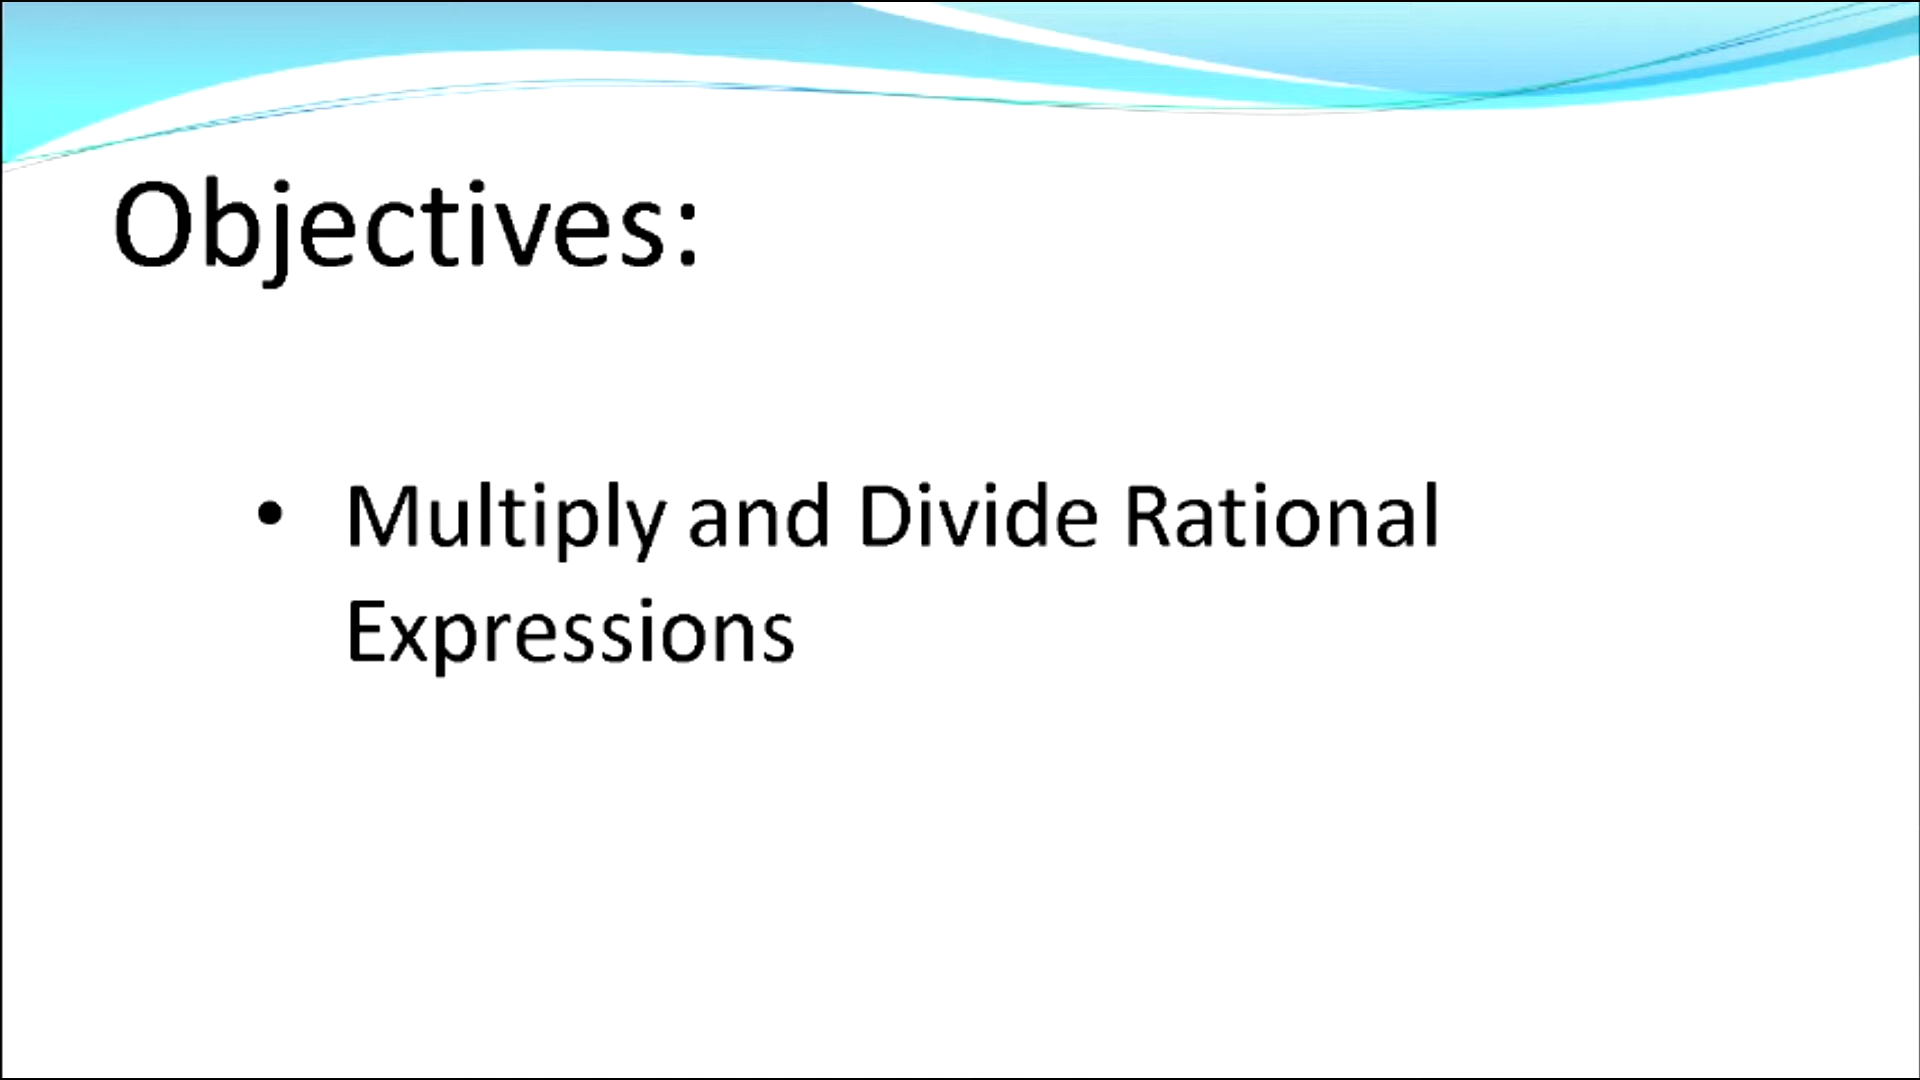 Objectives:
• Multiply and Divide Rational
Expressions